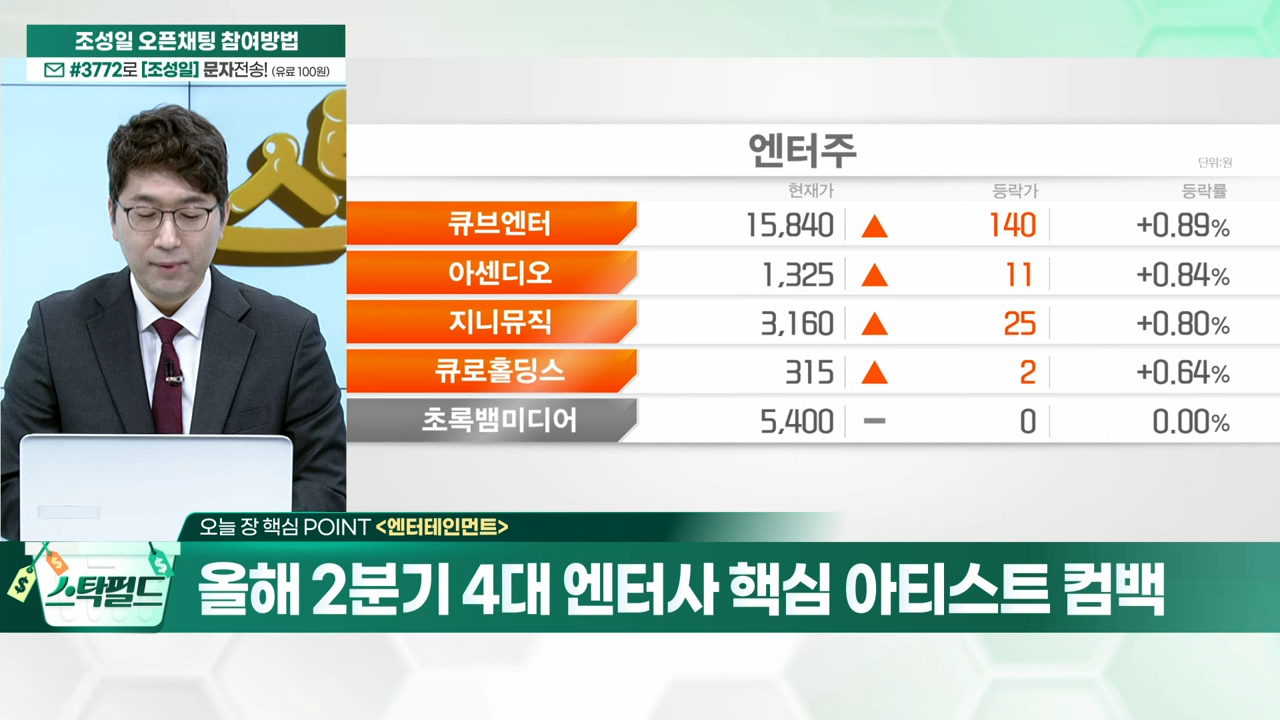 조성일 오픈채팅 참여방법
#3772로 [조성일] 문자전송! (유료 100원)
엔터주
단위:원
현재가 등락가 등락률
큐브엔터 15,840 ▲ 140 +0.89%
아센디오 1,325 ▲ 11 +0.84%
지니뮤직 3,160 ▲ 25 +0.80%
큐로홀딩스 315 ▲ 2 +0.64%
초록뱀미디어 5,400 – 0 0.00%
오늘 장 핵심 POINT <엔터테인먼트>
스탁펄드
올해 2분기 4대 엔터사 핵심 아티스트 컴백